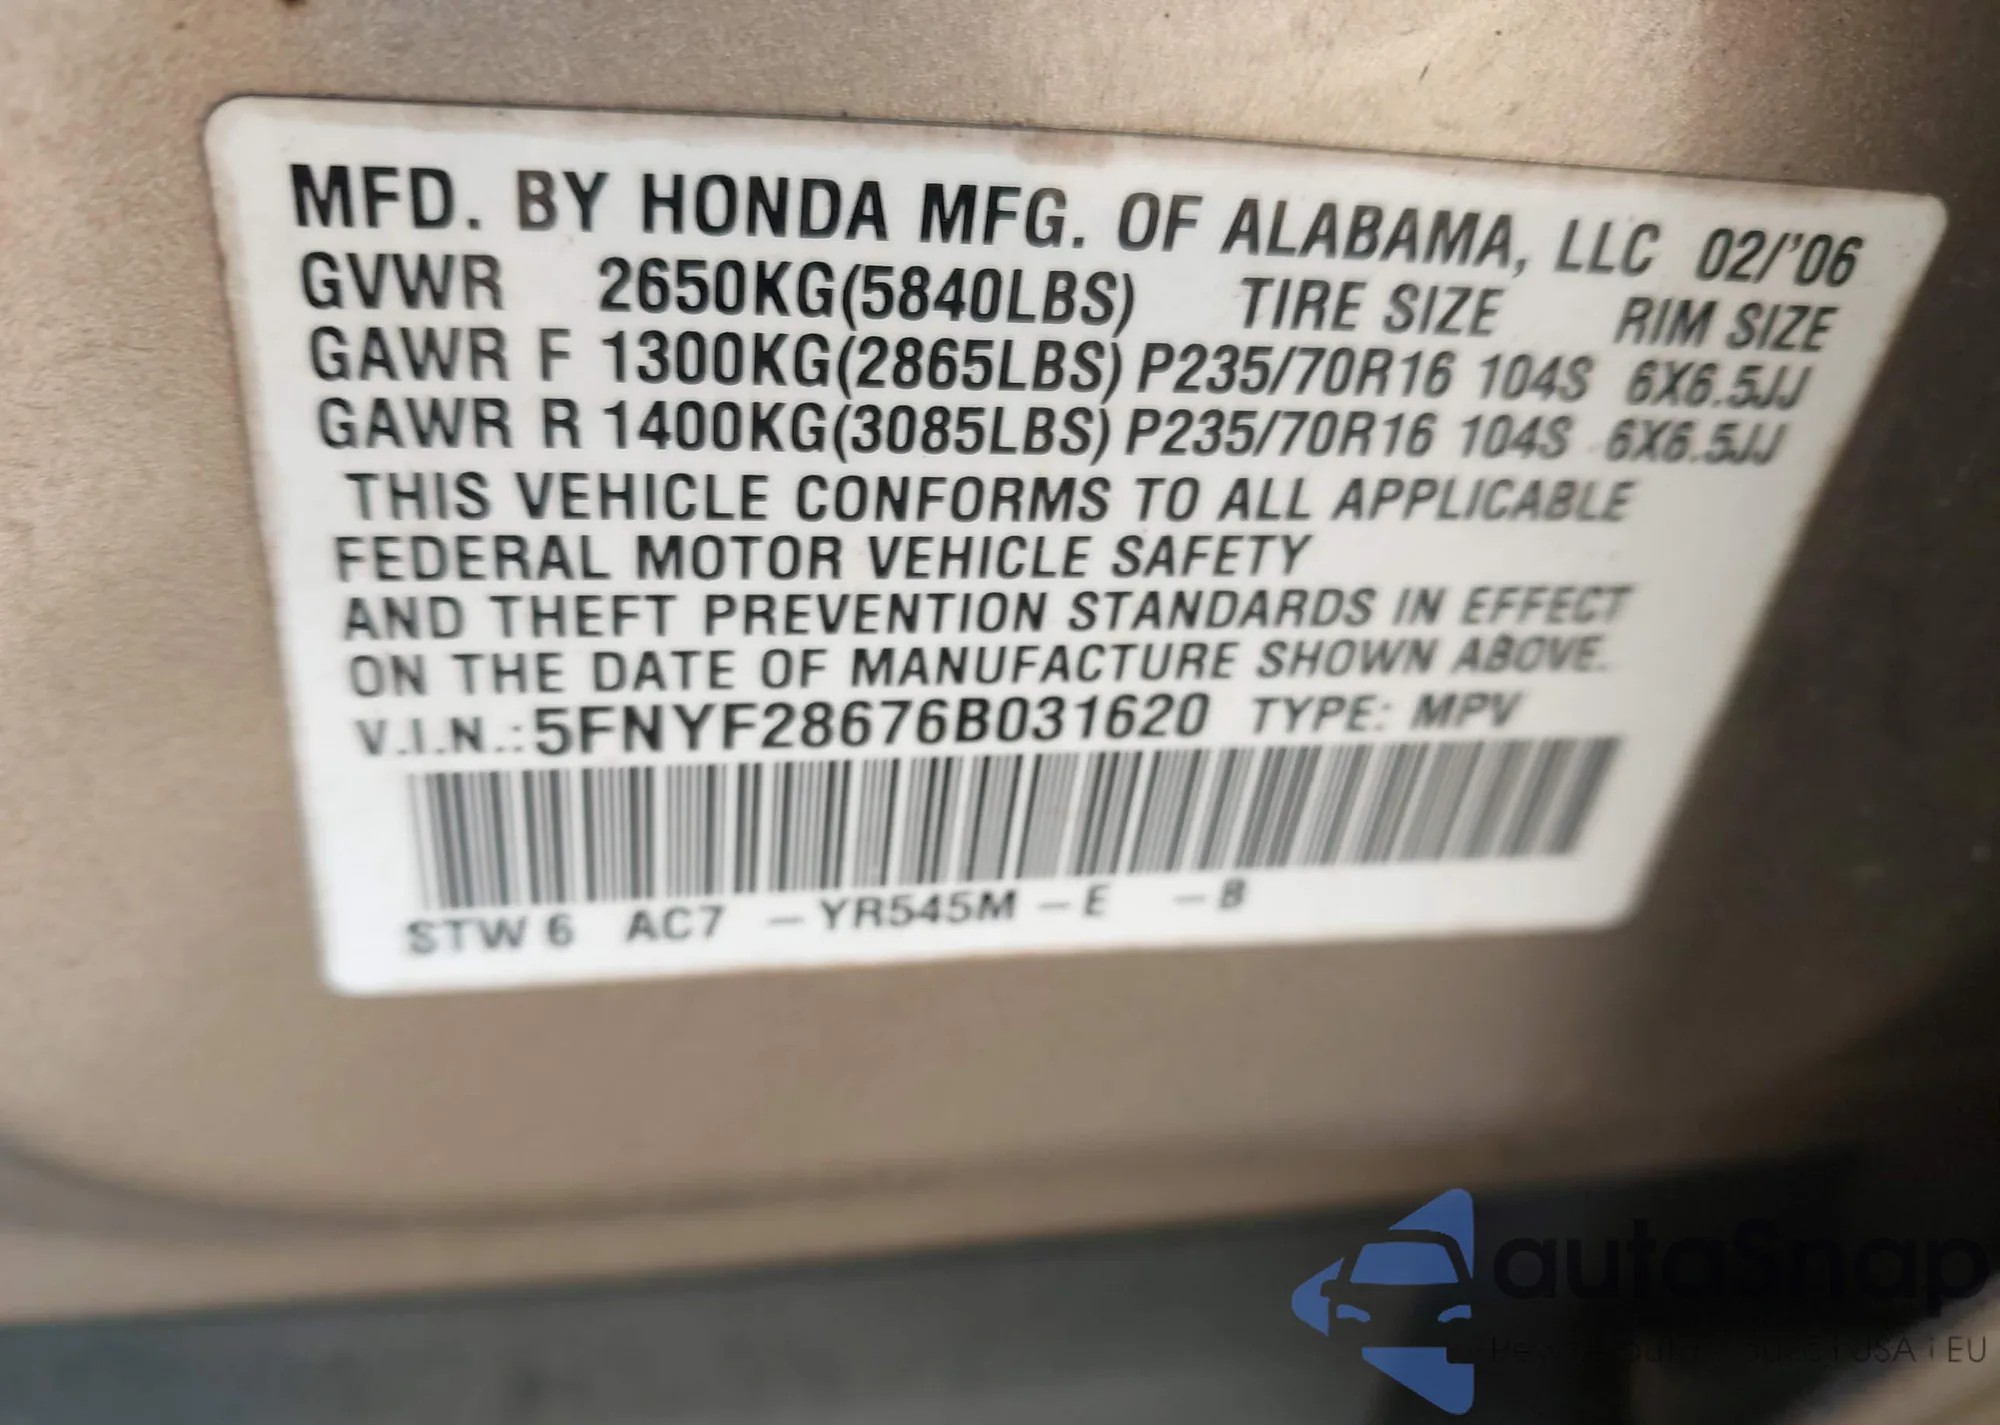 MFD. BY HONDA MFG. OF ALABAMA, LLC 02/'06
GVWR 2650KG(5840LBS) TIRE SIZE RIM SIZE
GAWR F 1300KG(2865LBS) P235/70R16 104S 6X6.5JJ
GAWR R 1400KG(3085LBS) P235/70R16 104S 6X6.5JJ
THIS VEHICLE CONFORMS TO ALL APPLICABLE
FEDERAL MOTOR VEHICLE SAFETY
AND THEFT PREVENTION STANDARDS IN EFFECT
ON THE DATE OF MANUFACTURE SHOWN ABOVE.
V.I.N.: 5FNYF28676B031620 TYPE: MPV
STW 6 AC7 - YR545M - E - B
autoSnap
USA i EU